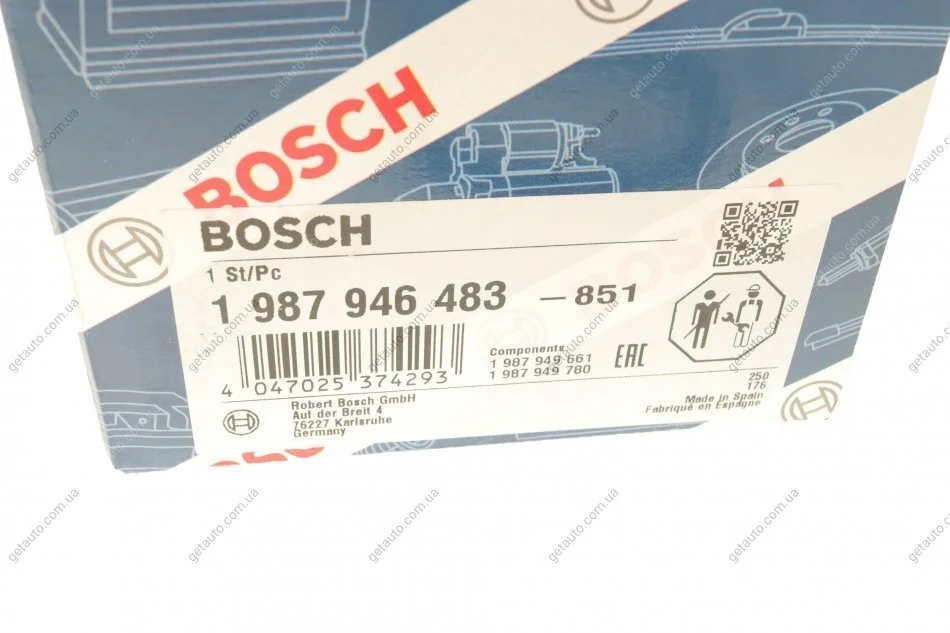 BOSCH
BOSCH
1 St/Pc
1 987 946 483 – 851
4 047025 374293
Components
1 987 949 561
1 987 949 780
EAC
Robert Bosch GmbH
Auf der Breit 4
76227 Karlsruhe
Germany
250
176
Made in Spain
Fabriqué en Espagne
getauto.com.ua